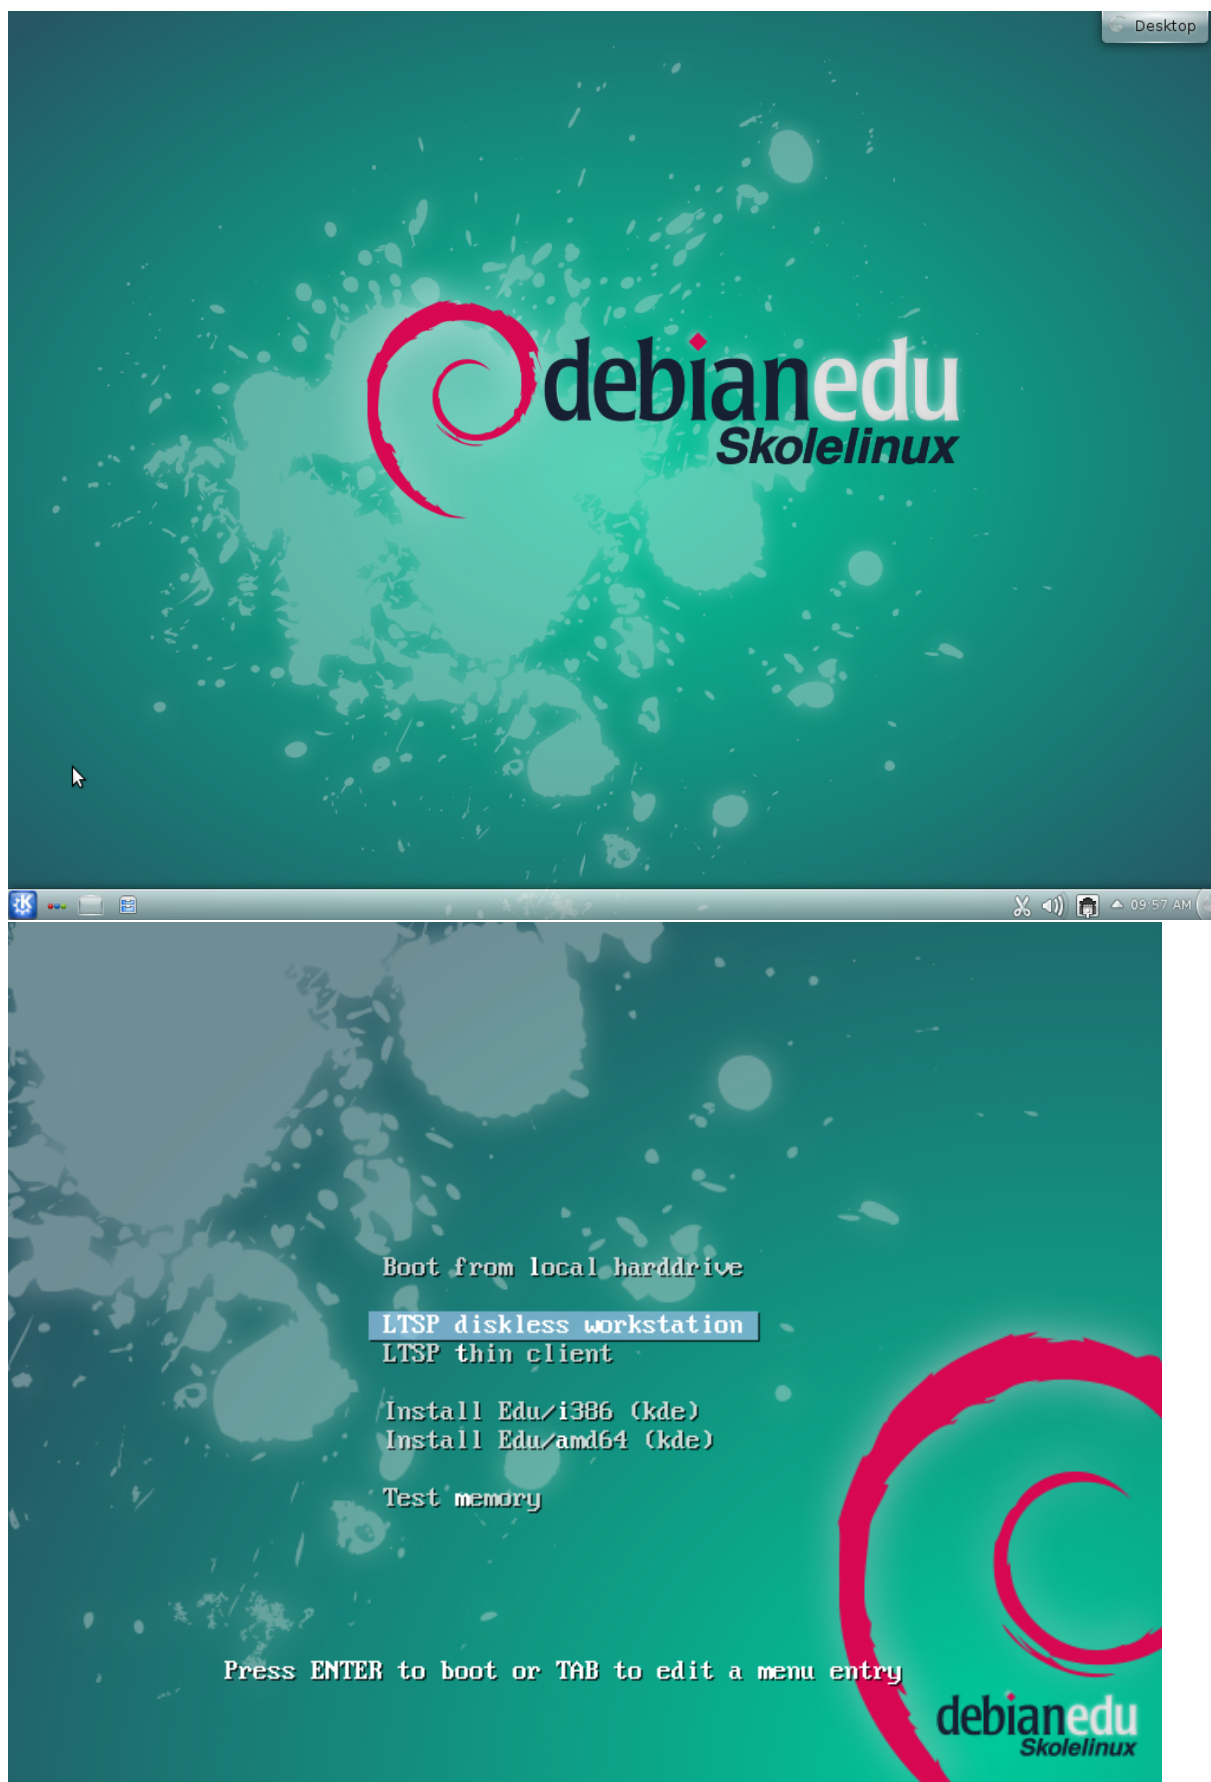 Desktop
debianedu
Skolelinux
09:57 AM
Boot from local harddrive
LTSP diskless workstation
LTSP thin client
Install Edu/i386 (kde)
Install Edu/amd64 (kde)
Test memory
Press ENTER to boot or TAB to edit a menu entry
debianedu
Skolelinux